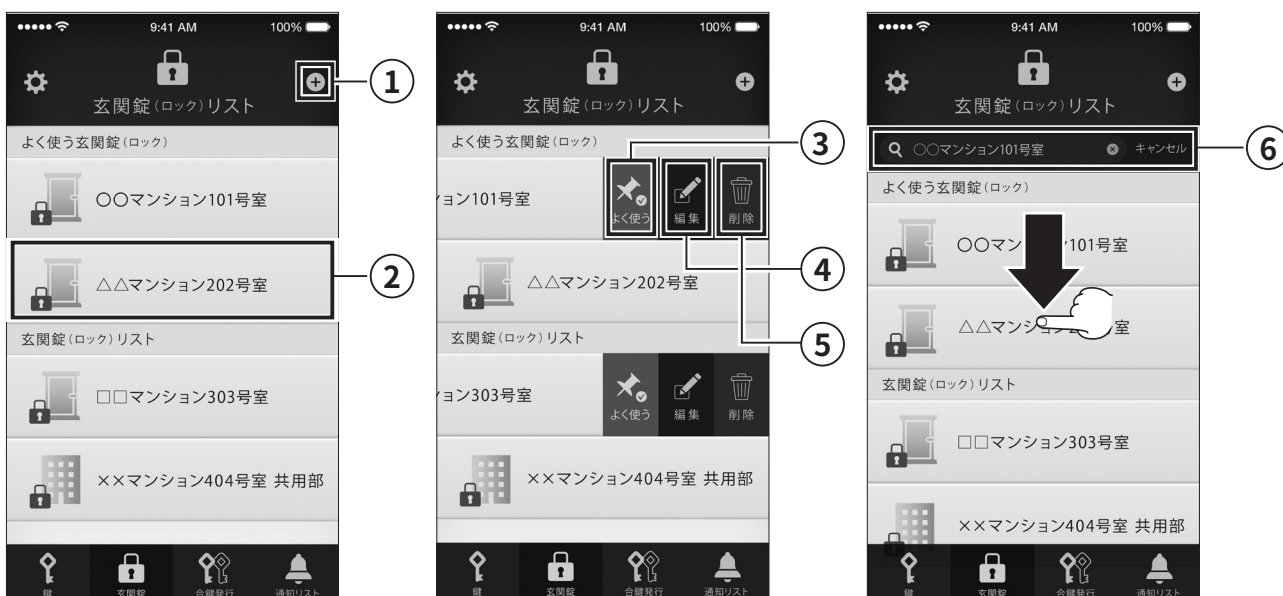 9:41 AM 100%
玄関錠(ロック)リスト
1
よく使う玄関錠(ロック)
〇〇マンション101号室
△△マンション202号室
2
玄関錠(ロック)リスト
□□マンション303号室
××マンション404号室 共用部
鍵 玄関錠 合鍵発行 通知リスト
9:41 AM 100%
玄関錠(ロック)リスト
よく使う玄関錠(ロック)
3
ション101号室
よく使う 編集 削除
4
△△マンション202号室
5
玄関錠(ロック)リスト
ション303号室
よく使う 編集 削除
××マンション404号室 共用部
鍵 玄関錠 合鍵発行 通知リスト
9:41 AM 100%
玄関錠(ロック)リスト
〇〇マンション101号室 キャンセル
6
よく使う玄関錠(ロック)
〇〇マン ン101号室
△△マンシ 室
玄関錠(ロック)リスト
□□マンション303号室
××マンション404号室 共用部
鍵 玄関錠 合鍵発行 通知リスト